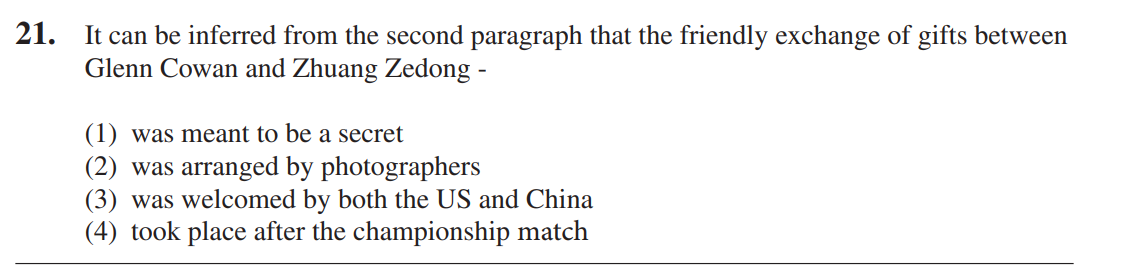 21. It can be inferred from the second paragraph that the friendly exchange of gifts between
Glenn Cowan and Zhuang Zedong -
(1) was meant to be a secret
(2) was arranged by photographers
(3) was welcomed by both the US and China
(4) took place after the championship match